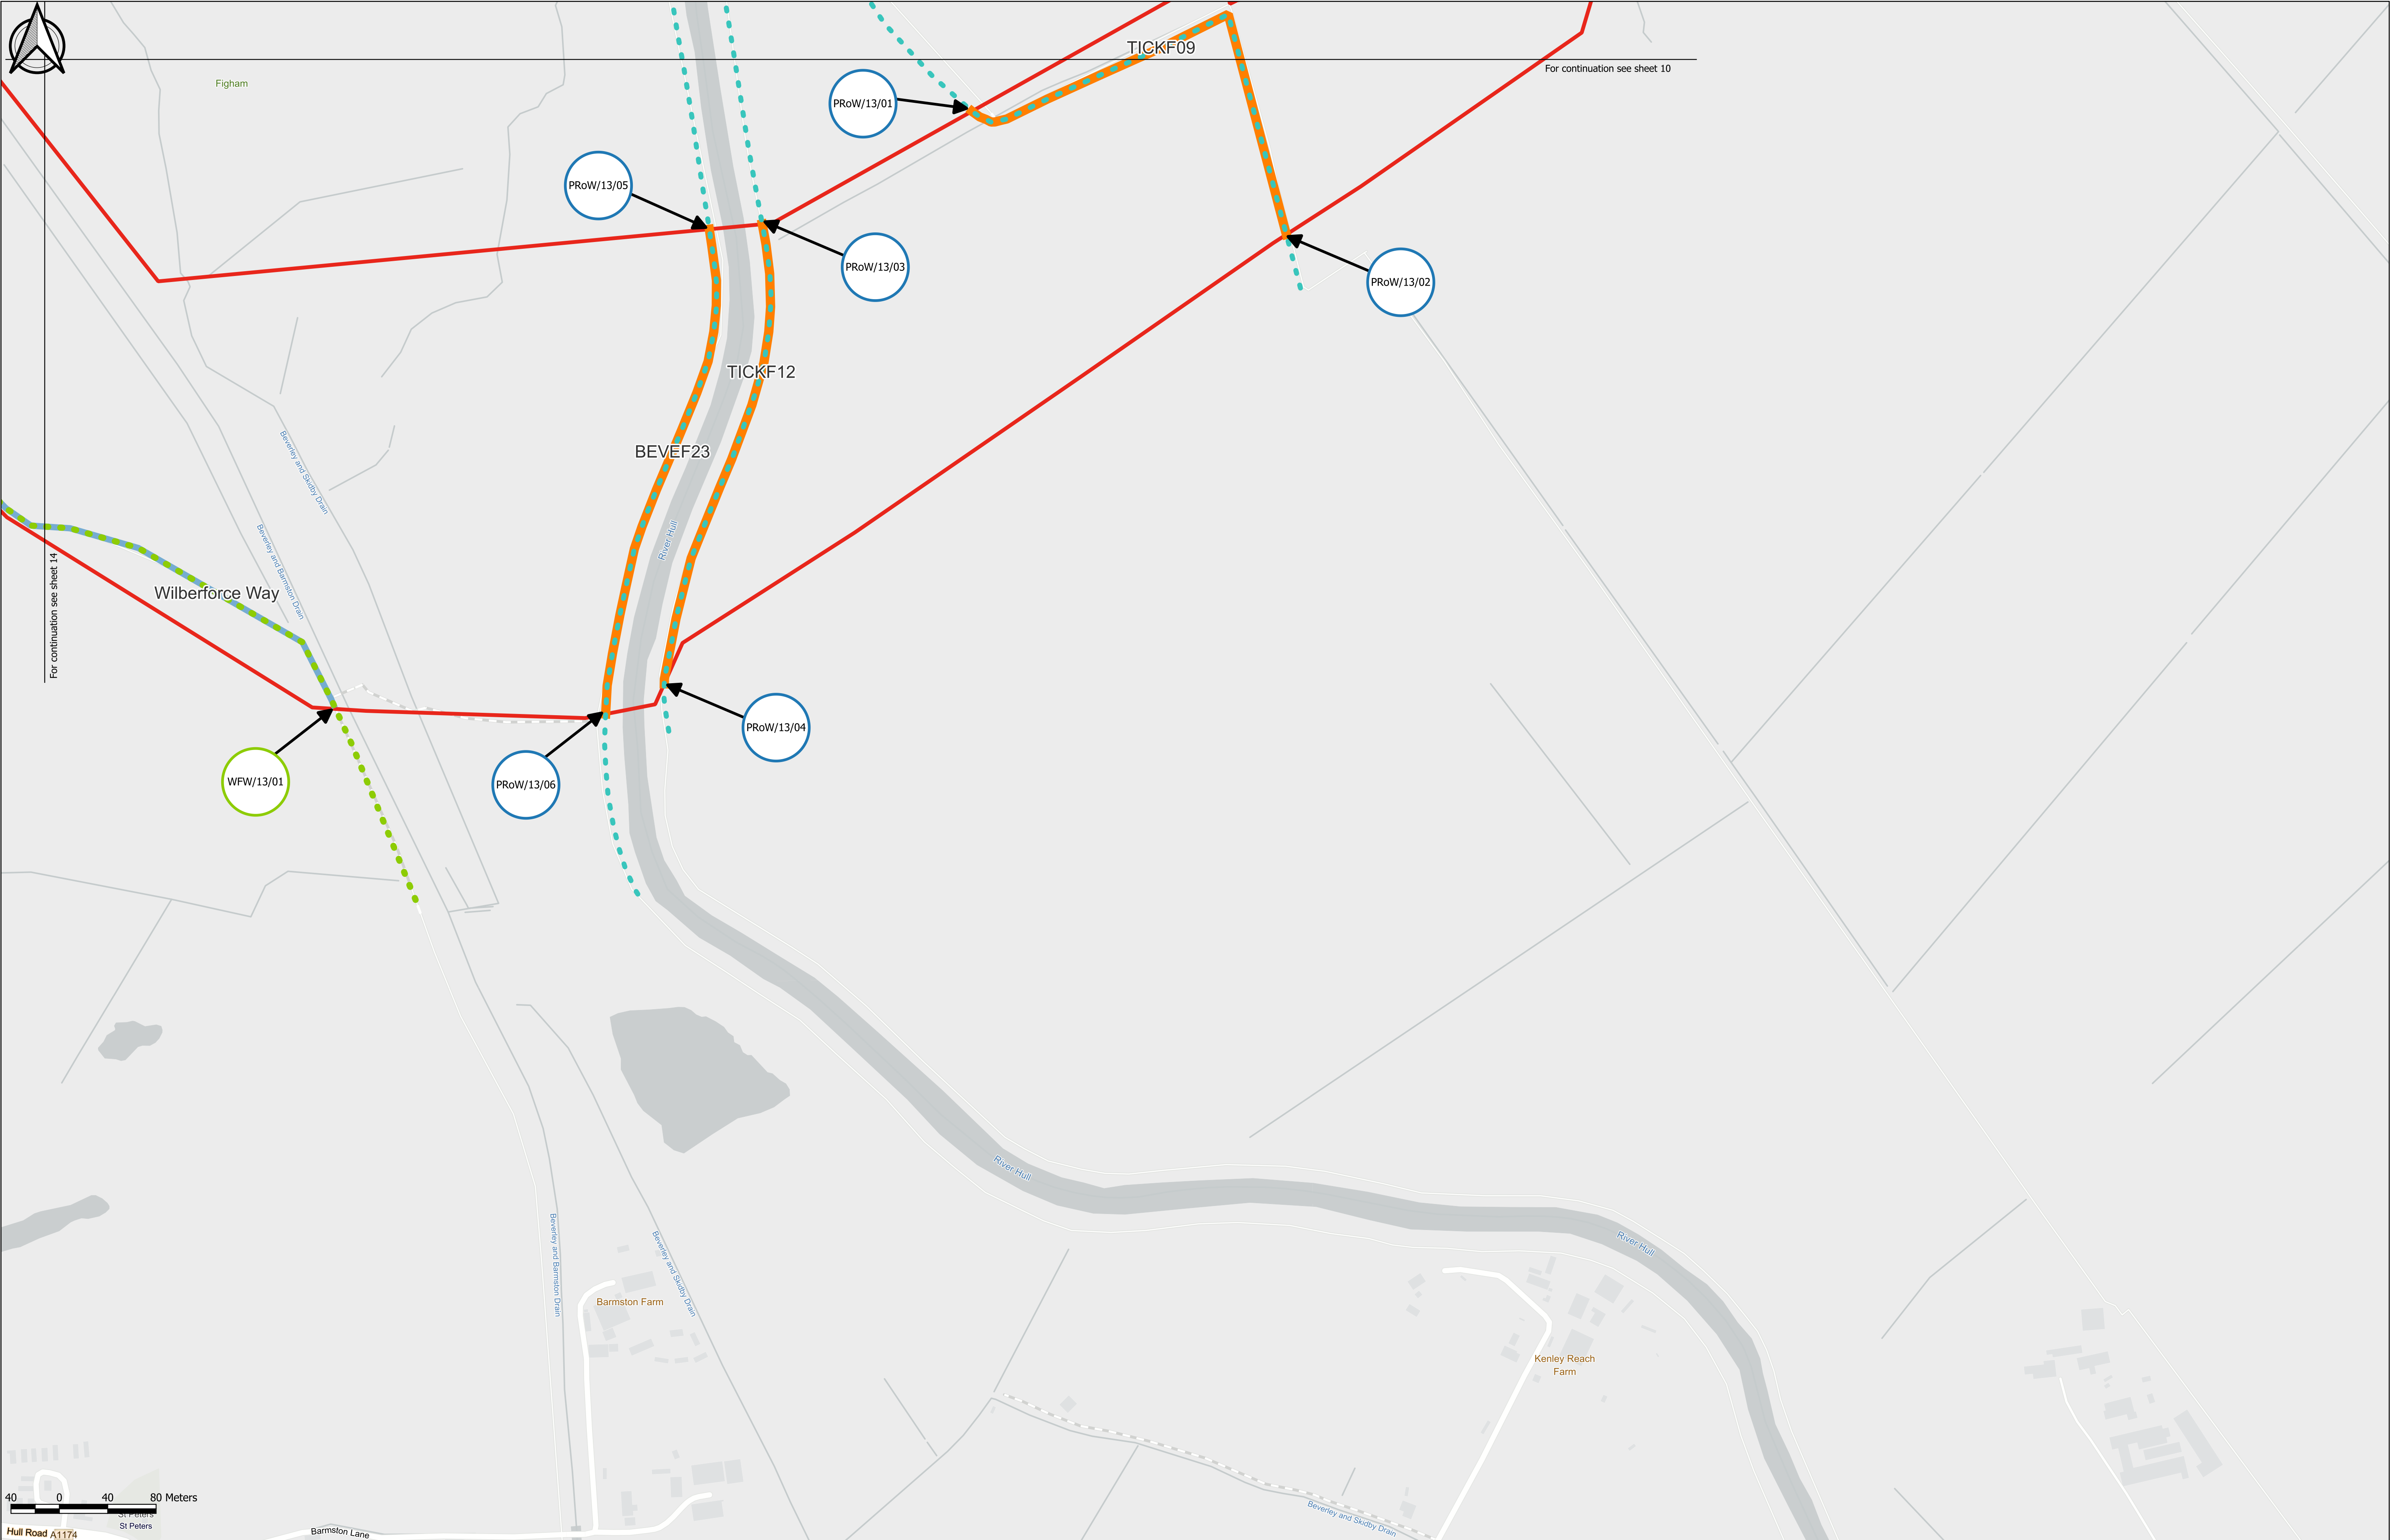 TICKF09
For continuation see sheet 10
Figham
PRoW/13/01
PRoW/13/05
PRoW/13/03
PRoW/13/02
TICKF12
BEVEF23
Beverley and Skidby Drain
River Hull
Beverley and Barmston Drain
For continuation see sheet 14
Wilberforce Way
PRoW/13/04
WFW/13/01
PRoW/13/06
River Hull
River Hull
Beverley and Barmston Drain
Beverley and Skidby Drain
Barmston Farm
Kenley Reach
Farm
40 0 40 80 Meters
St Peters
St Peters
Beverley and Skidby Drain
Hull Road A1174
Barmston Lane